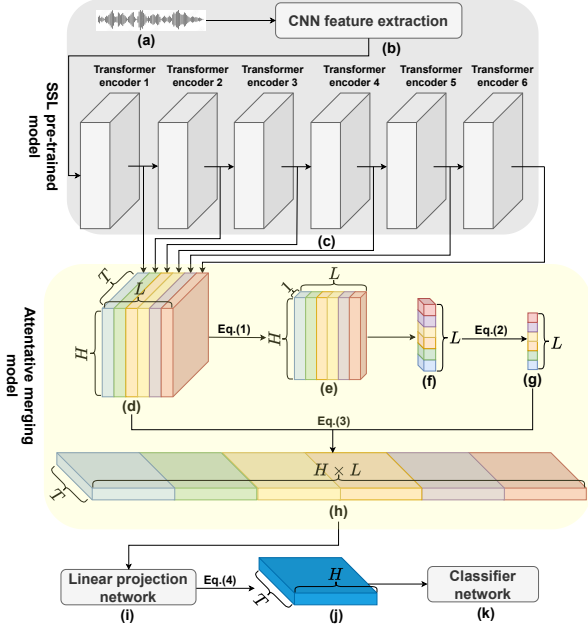 CNN feature extraction
(a)
(b)
Transformer encoder 1
Transformer encoder 2
Transformer encoder 3
Transformer encoder 4
Transformer encoder 5
Transformer encoder 6
SSL pre-trained
model
(c)
T
L
H
(d)
Eq.(1)
1
L
H
(e)
L
(f)
Eq.(2)
L
(g)
Attentative merging
model
Eq.(3)
H × L
T
(h)
Linear projection
network
(i)
Eq.(4)
H
T
(j)
Classifier
network
(k)